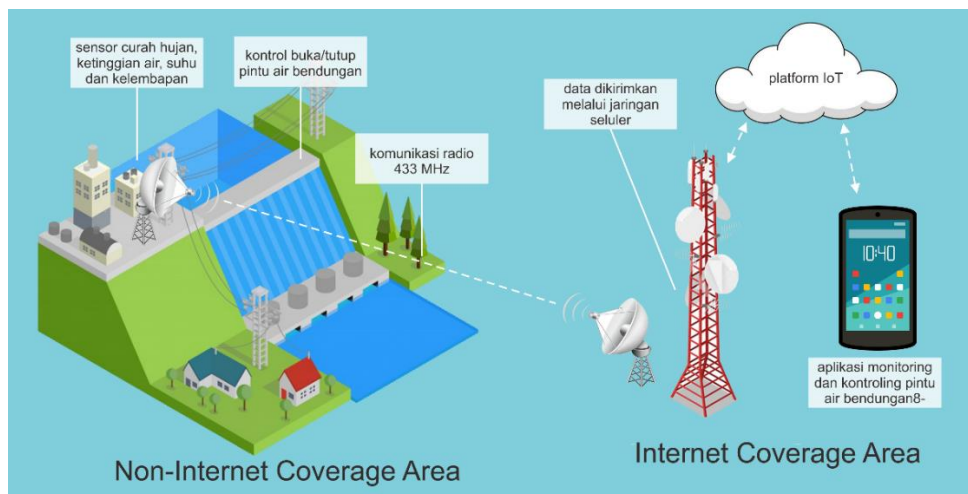 sensor curah hujan,
ketinggian air, suhu
dan kelembapan
kontrol buka/tutup
pintu air bendungan
komunikasi radio
433 MHz
data dikirimkan
melalui jaringan
seluler
platform IoT
10:40
aplikasi monitoring
dan kontroling pintu
air bendungan8-
Non-Internet Coverage Area
Internet Coverage Area